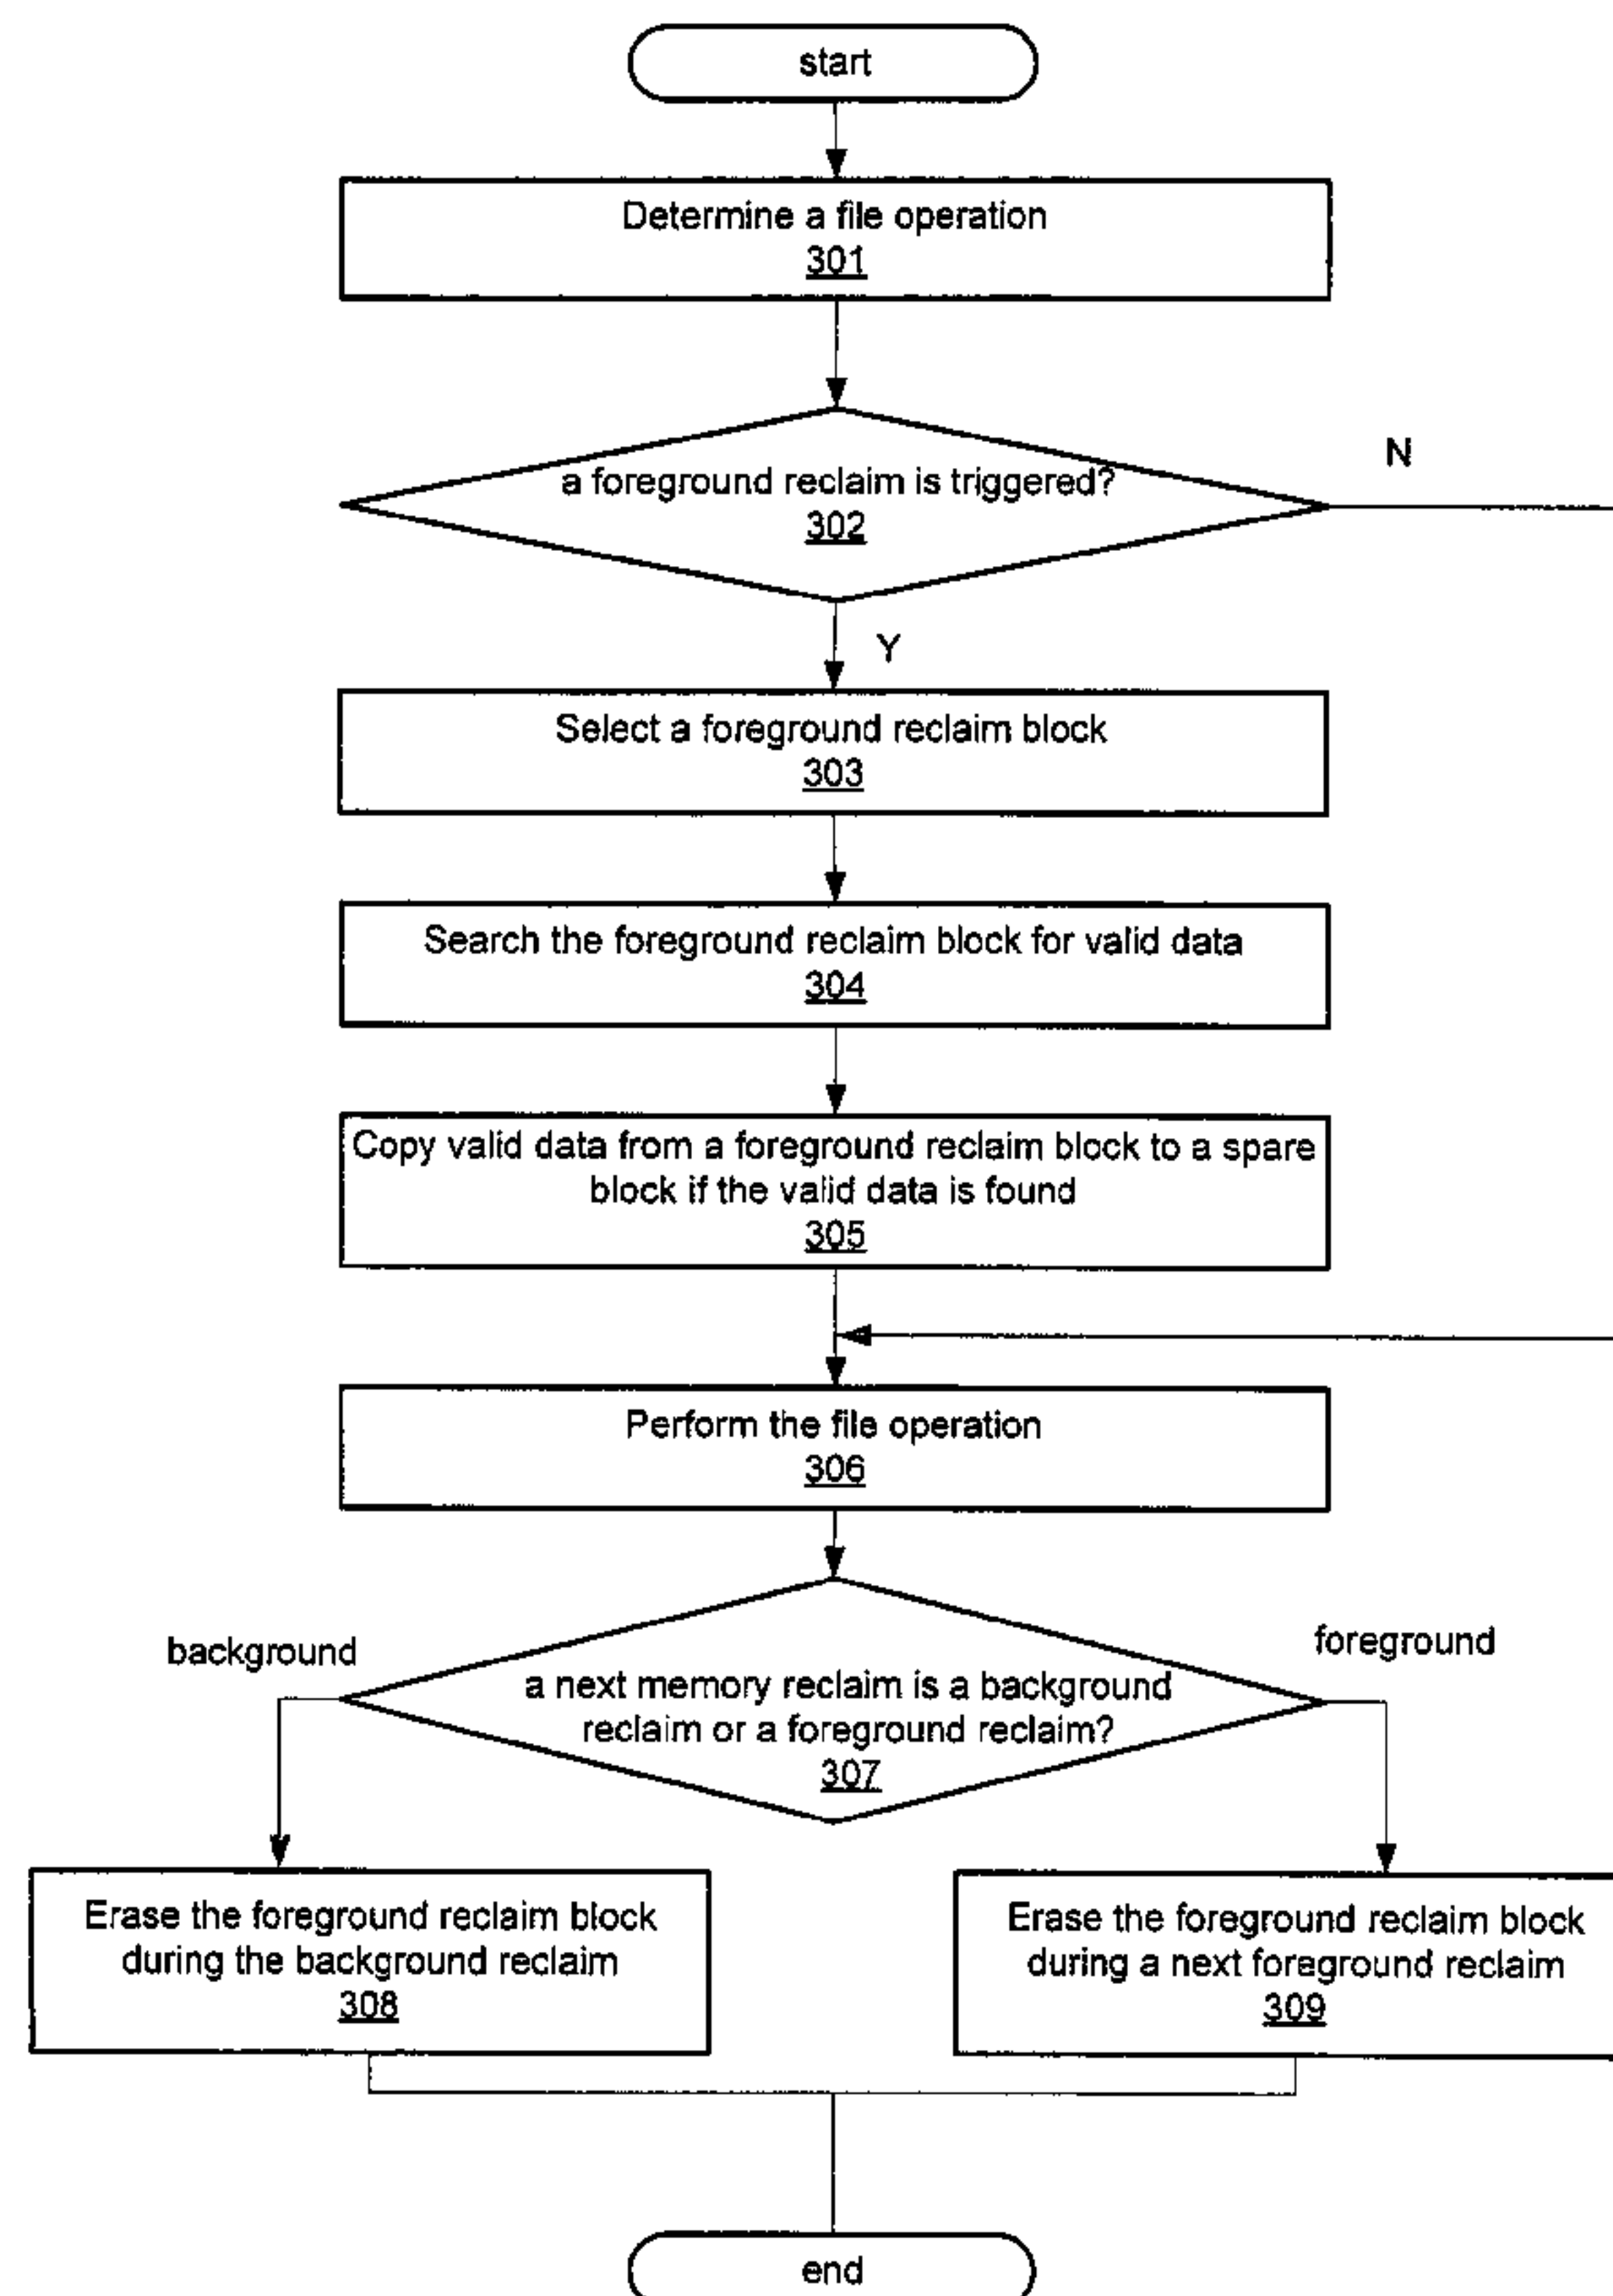 start
Determine a file operation
301
a foreground reclaim is triggered?
302
N
Y
Select a foreground reclaim block
303
Search the foreground reclaim block for valid data
304
Copy valid data from a foreground reclaim block to a spare
block if the valid data is found
305
Perform the file operation
306
background
foreground
a next memory reclaim is a background
reclaim or a foreground reclaim?
307
Erase the foreground reclaim block
during the background reclaim
308
Erase the foreground reclaim block
during a next foreground reclaim
309
end